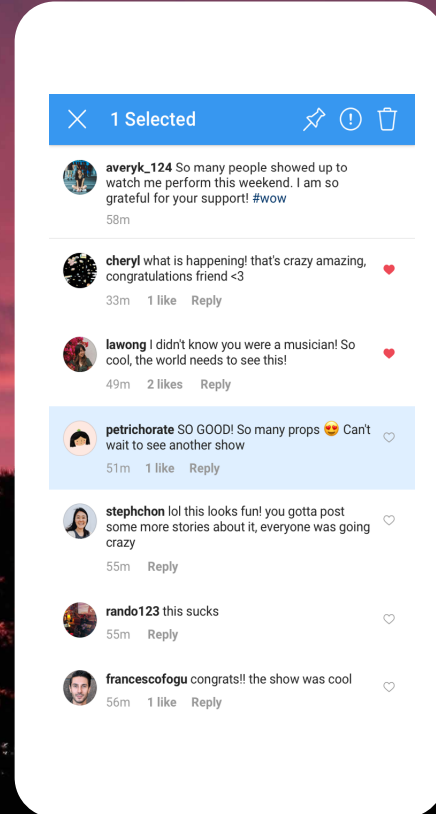 1 Selected
averyk_124 So many people showed up to
watch me perform this weekend. I am so
grateful for your support! #wow
58m
cheryl what is happening! that's crazy amazing,
congratulations friend <3
33m 1 like Reply
lawong I didn't know you were a musician! So
cool, the world needs to see this!
49m 2 likes Reply
petrichorate SO GOOD! So many props 😍 Can't
wait to see another show
51m 1 like Reply
stephchon lol this looks fun! you gotta post
some more stories about it, everyone was going
crazy
55m Reply
rando123 this sucks
55m Reply
francescofogu congrats!! the show was cool
56m 1 like Reply